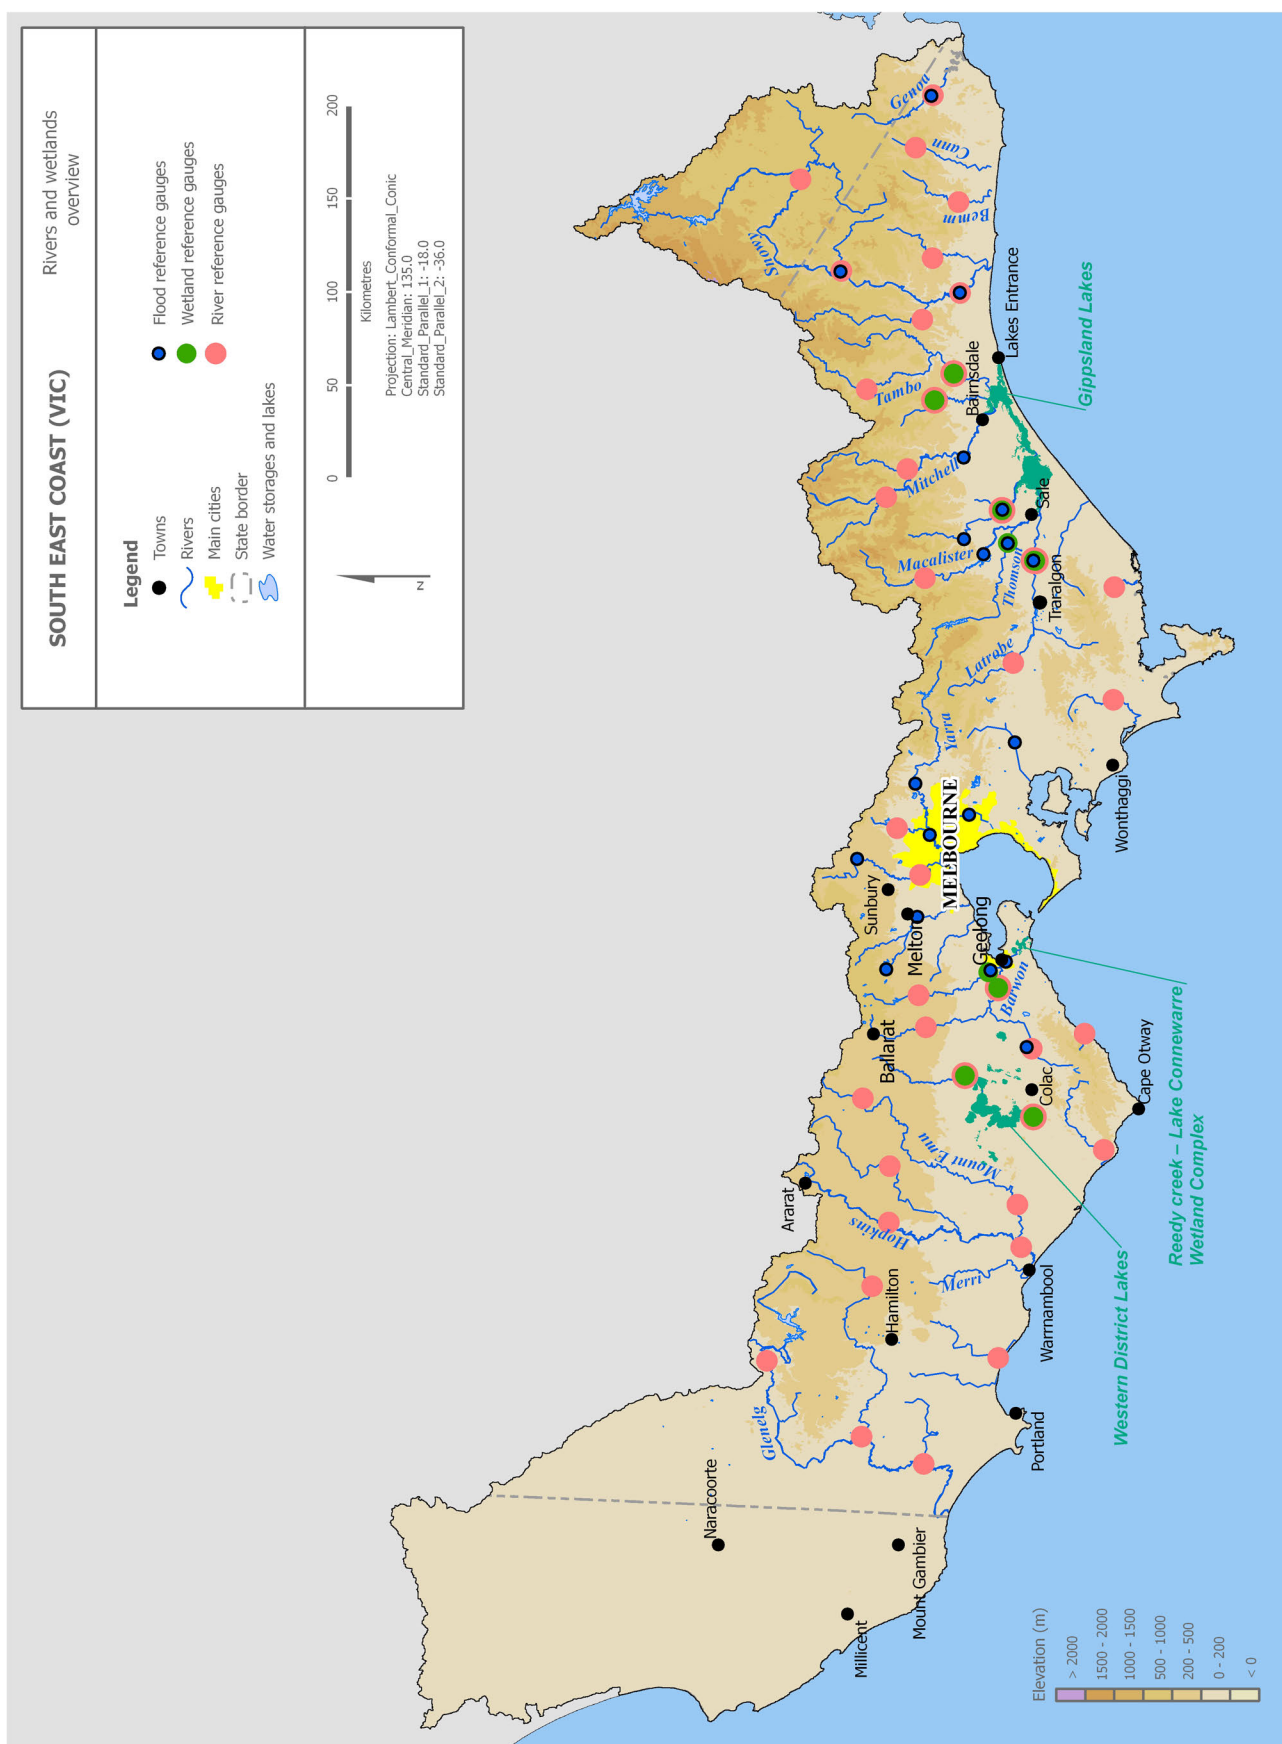 SOUTH EAST COAST (VIC)
Rivers and wetlands
overview
Legend
Towns
Rivers
Main cities
State border
Water storages and lakes
Flood reference gauges
Wetland reference gauges
River reference gauges
N
0
50
100
150
200
Kilometres
Projection: Lambert_Conformal_Conic
Central_Meridian: 135.0
Standard_Parallel_1: -18.0
Standard_Parallel_2: -36.0
Naracoorte
Millicent
Mount Gambier
Glenelg
Portland
Hamilton
Merri
Warrnambool
Hopkins
Ararat
Mount Emu
Western District Lakes
Ballarat
Colac
Cape Otway
Barwon
Reedy creek – Lake Connewarre
Wetland Complex
Geelong
Melton
Sunbury
MELBOURNE
Yarra
Wonthaggi
Latrobe
Traralgon
Thomson
Macalister
Sale
Mitchell
Bairnsdale
Tambo
Lakes Entrance
Gippsland Lakes
Snowy
Bemm
Cann
Genoa
Elevation (m)
> 2000
1500 - 2000
1000 - 1500
500 - 1000
200 - 500
0 - 200
< 0